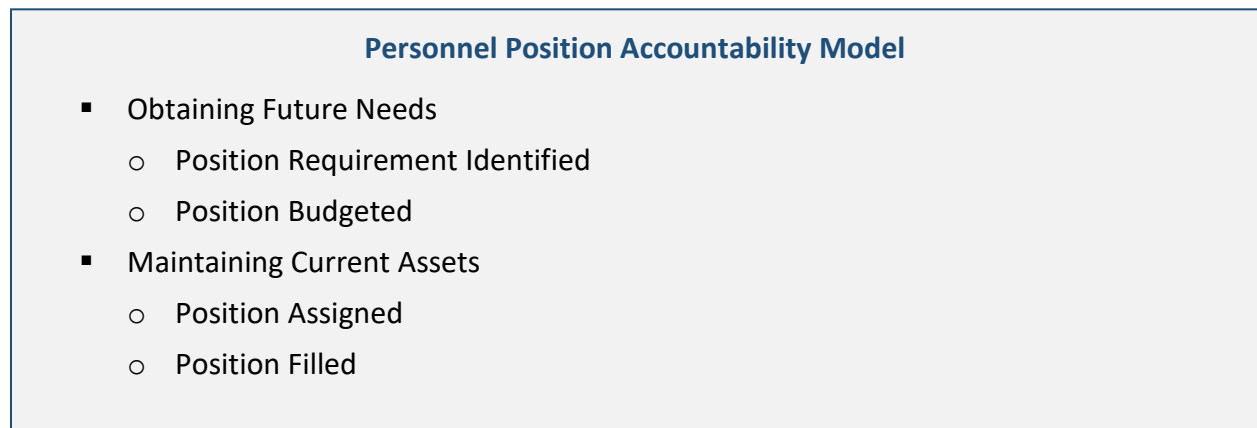 Personnel Position Accountability Model
▪ Obtaining Future Needs
o Position Requirement Identified
o Position Budgeted
▪ Maintaining Current Assets
o Position Assigned
o Position Filled